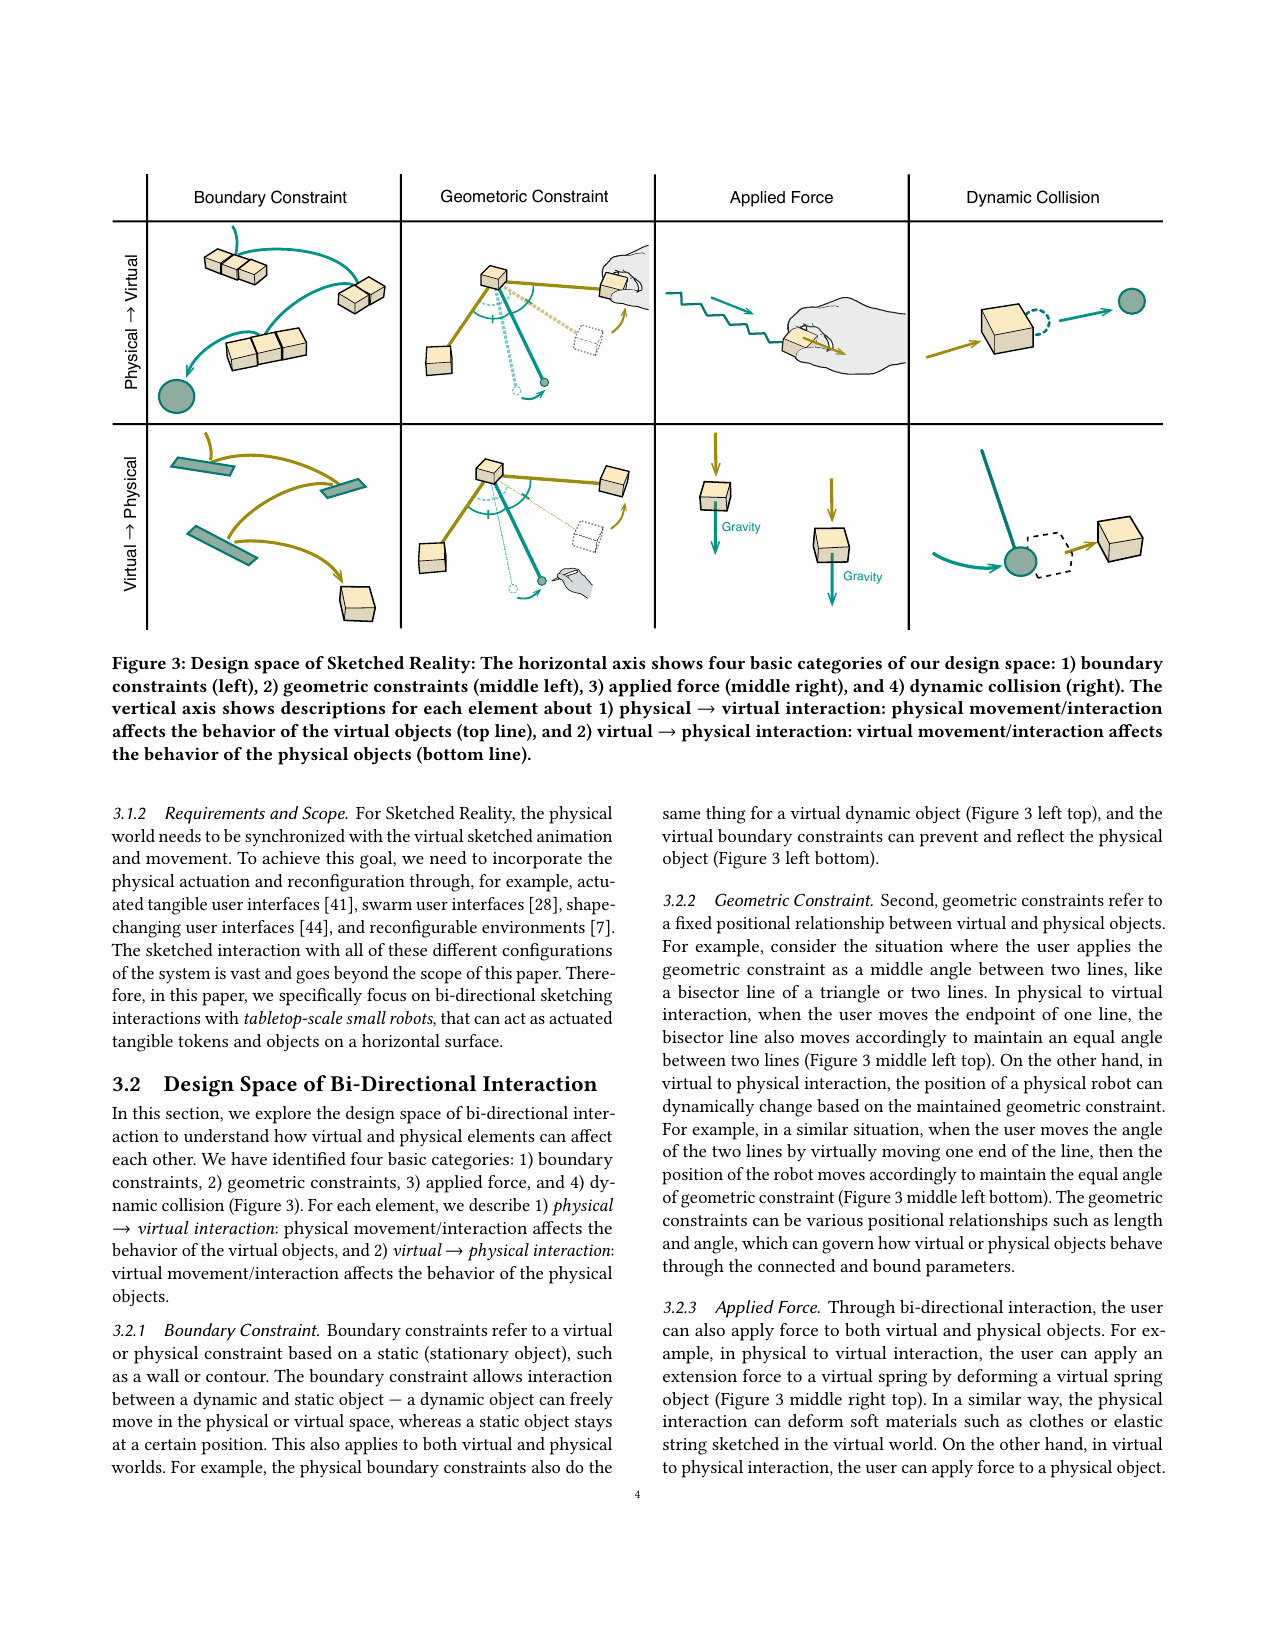 Boundary Constraint
Geometoric Constraint
Applied Force
Dynamic Collision
Physical → Virtual
Virtual → Physical
Gravity
Gravity
Figure 3: Design space of Sketched Reality: The horizontal axis shows four basic categories of our design space: 1) boundary
constraints (left), 2) geometric constraints (middle left), 3) applied force (middle right), and 4) dynamic collision (right). The
vertical axis shows descriptions for each element about 1) physical → virtual interaction: physical movement/interaction
affects the behavior of the virtual objects (top line), and 2) virtual → physical interaction: virtual movement/interaction affects
the behavior of the physical objects (bottom line).
3.1.2 Requirements and Scope. For Sketched Reality, the physical
world needs to be synchronized with the virtual sketched animation
and movement. To achieve this goal, we need to incorporate the
physical actuation and reconfiguration through, for example, actu-
ated tangible user interfaces [41], swarm user interfaces [28], shape-
changing user interfaces [44], and reconfigurable environments [7].
The sketched interaction with all of these different configurations
of the system is vast and goes beyond the scope of this paper. There-
fore, in this paper, we specifically focus on bi-directional sketching
interactions with tabletop-scale small robots, that can act as actuated
tangible tokens and objects on a horizontal surface.
3.2 Design Space of Bi-Directional Interaction
In this section, we explore the design space of bi-directional inter-
action to understand how virtual and physical elements can affect
each other. We have identified four basic categories: 1) boundary
constraints, 2) geometric constraints, 3) applied force, and 4) dy-
namic collision (Figure 3). For each element, we describe 1) physical
→ virtual interaction: physical movement/interaction affects the
behavior of the virtual objects, and 2) virtual → physical interaction:
virtual movement/interaction affects the behavior of the physical
objects.
3.2.1 Boundary Constraint. Boundary constraints refer to a virtual
or physical constraint based on a static (stationary object), such
as a wall or contour. The boundary constraint allows interaction
between a dynamic and static object — a dynamic object can freely
move in the physical or virtual space, whereas a static object stays
at a certain position. This also applies to both virtual and physical
worlds. For example, the physical boundary constraints also do the
same thing for a virtual dynamic object (Figure 3 left top), and the
virtual boundary constraints can prevent and reflect the physical
object (Figure 3 left bottom).
3.2.2 Geometric Constraint. Second, geometric constraints refer to
a fixed positional relationship between virtual and physical objects.
For example, consider the situation where the user applies the
geometric constraint as a middle angle between two lines, like
a bisector line of a triangle or two lines. In physical to virtual
interaction, when the user moves the endpoint of one line, the
bisector line also moves accordingly to maintain an equal angle
between two lines (Figure 3 middle left top). On the other hand, in
virtual to physical interaction, the position of a physical robot can
dynamically change based on the maintained geometric constraint.
For example, in a similar situation, when the user moves the angle
of the two lines by virtually moving one end of the line, then the
position of the robot moves accordingly to maintain the equal angle
of geometric constraint (Figure 3 middle left bottom). The geometric
constraints can be various positional relationships such as length
and angle, which can govern how virtual or physical objects behave
through the connected and bound parameters.
3.2.3 Applied Force. Through bi-directional interaction, the user
can also apply force to both virtual and physical objects. For ex-
ample, in physical to virtual interaction, the user can apply an
extension force to a virtual spring by deforming a virtual spring
object (Figure 3 middle right top). In a similar way, the physical
interaction can deform soft materials such as clothes or elastic
string sketched in the virtual world. On the other hand, in virtual
to physical interaction, the user can apply force to a physical object.
4